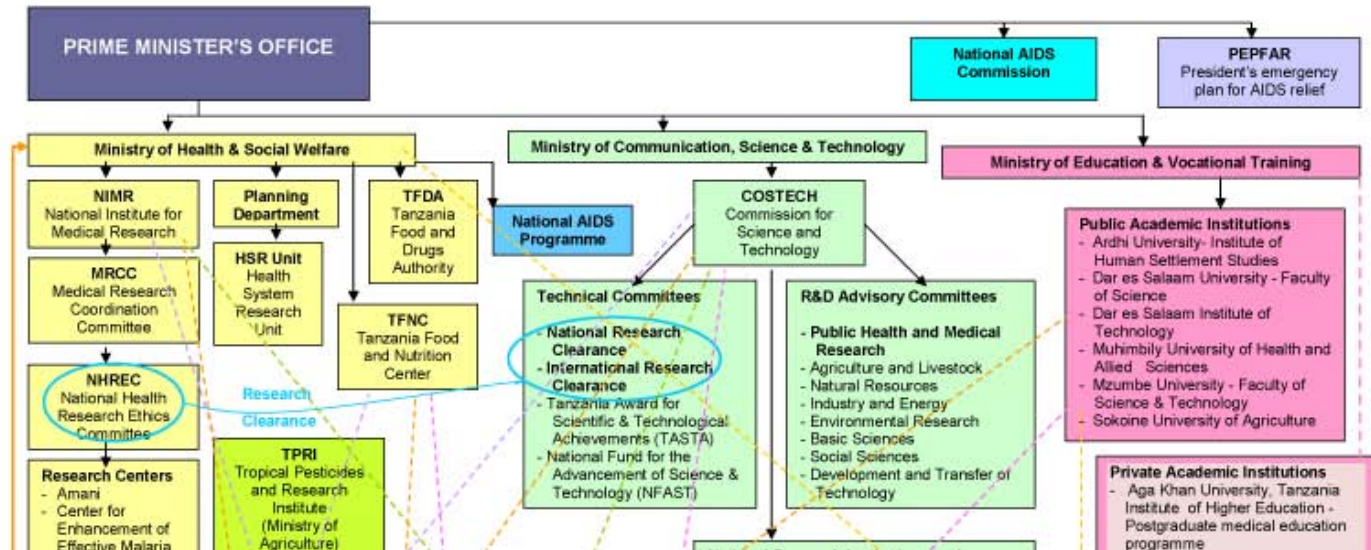 PRIME MINISTER'S OFFICE
National AIDS
Commission
PEPFAR
President's emergency
plan for AIDS relief
Ministry of Health & Social Welfare
Ministry of Communication, Science & Technology
Ministry of Education & Vocational Training
NIMR
National Institute for
Medical Research
Planning
Department
TFDA
Tanzania
Food and
Drugs
Authority
National AIDS
Programme
COSTECH
Commission for
Science and
Technology
Public Academic Institutions
- Ardhi University- Institute of
Human Settlement Studies
- Dar es Salaam University - Faculty
of Science
- Dar es Salaam Institute of
Technology
- Muhimbily University of Health and
Allied Sciences
- Mzumbe University - Faculty of
Science & Technology
- Sokoine University of Agriculture
MRCC
Medical Research
Coordination
Committee
HSR Unit
Health
System
Research
Unit
TFNC
Tanzania Food
and Nutrition
Center
Technical Committees
- National Research
Clearance
- International Research
Clearance
- Tanzania Award for
Scientific & Technological
Achievements (TASTA)
- National Fund for the
Advancement of Science &
Technology (NFAST)
R&D Advisory Committees
- Public Health and Medical
Research
- Agriculture and Livestock
- Natural Resources
- Industry and Energy
- Environmental Research
- Basic Sciences
- Social Sciences
- Development and Transfer of
Technology
NHREC
National Health
Research Ethics
Committee
Research
Clearance
TPRI
Tropical Pesticides
and Research
Institute
(Ministry of
Agriculture)
Research Centers
- Amani
- Center for
Enhancement of
Effective Malaria
Private Academic Institutions
- Aga Khan University, Tanzania
Institute of Higher Education -
Postgraduate medical education
programme